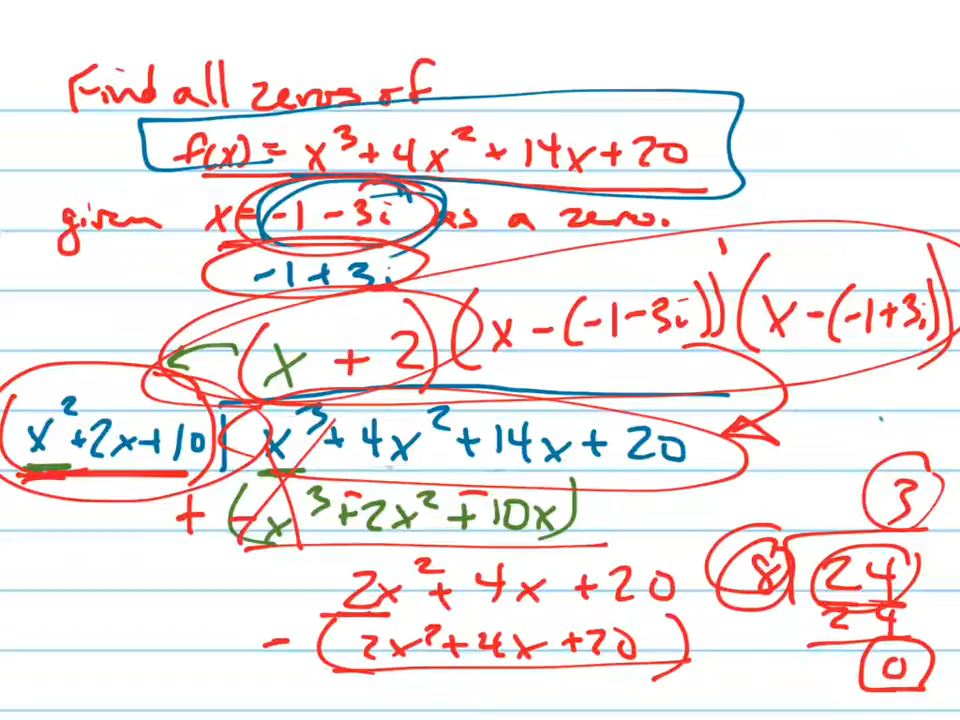 Find all zeros of
f(x) = x³ + 4x² + 14x + 20
given x = -1 - 3i as a zero.
-1 + 3i
(x + 2) (x - (-1 - 3i)) (x - (-1 + 3i))
x² + 2x + 10 | x³ + 4x² + 14x + 20
+ (-x³ + 2x² + 10x)
2x² + 4x + 20
- (2x² + 4x + 20)
3
8 24
24
0